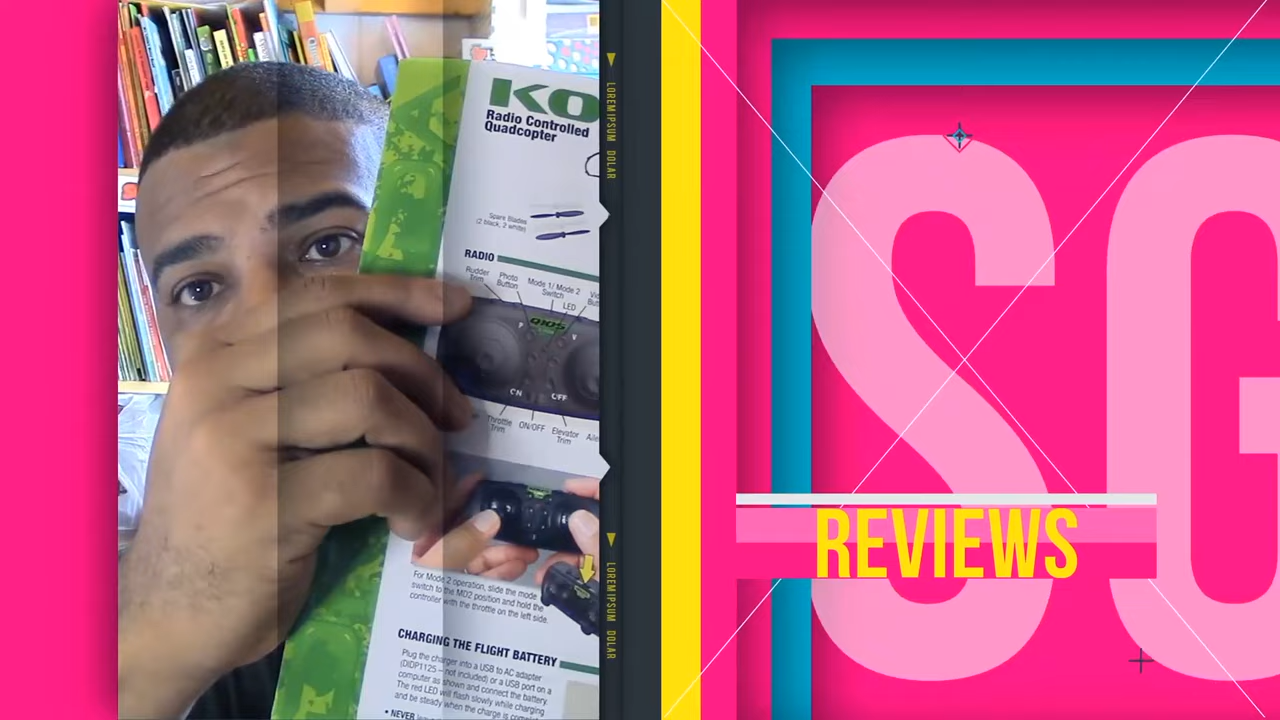 KO
Radio Controlled
Quadcopter
Spare Blades
(2 black, 2 white)
RADIO
Rudder
Trim
Photo
Button
Mode 1/ Mode 2
Switch
LED
P
Q10S
V
ON
OFF
Throttle
Trim
ON/OFF
Elevator
Trim
For Mode 2 operation, slide the mode
switch to the MD2 position and hold the
controller with the throttle on the left side.
CHARGING THE FLIGHT BATTERY
Plug the charger into a USB to AC adapter
(DIDP1125 – not included) or a USB port on a
computer as shown and connect the battery.
The red LED will flash slowly while charging
and be steady when the charge is
• NEVER
LOREM IPSUM DOLAR
LOREM IPSUM DOLAR
SG
REVIEWS